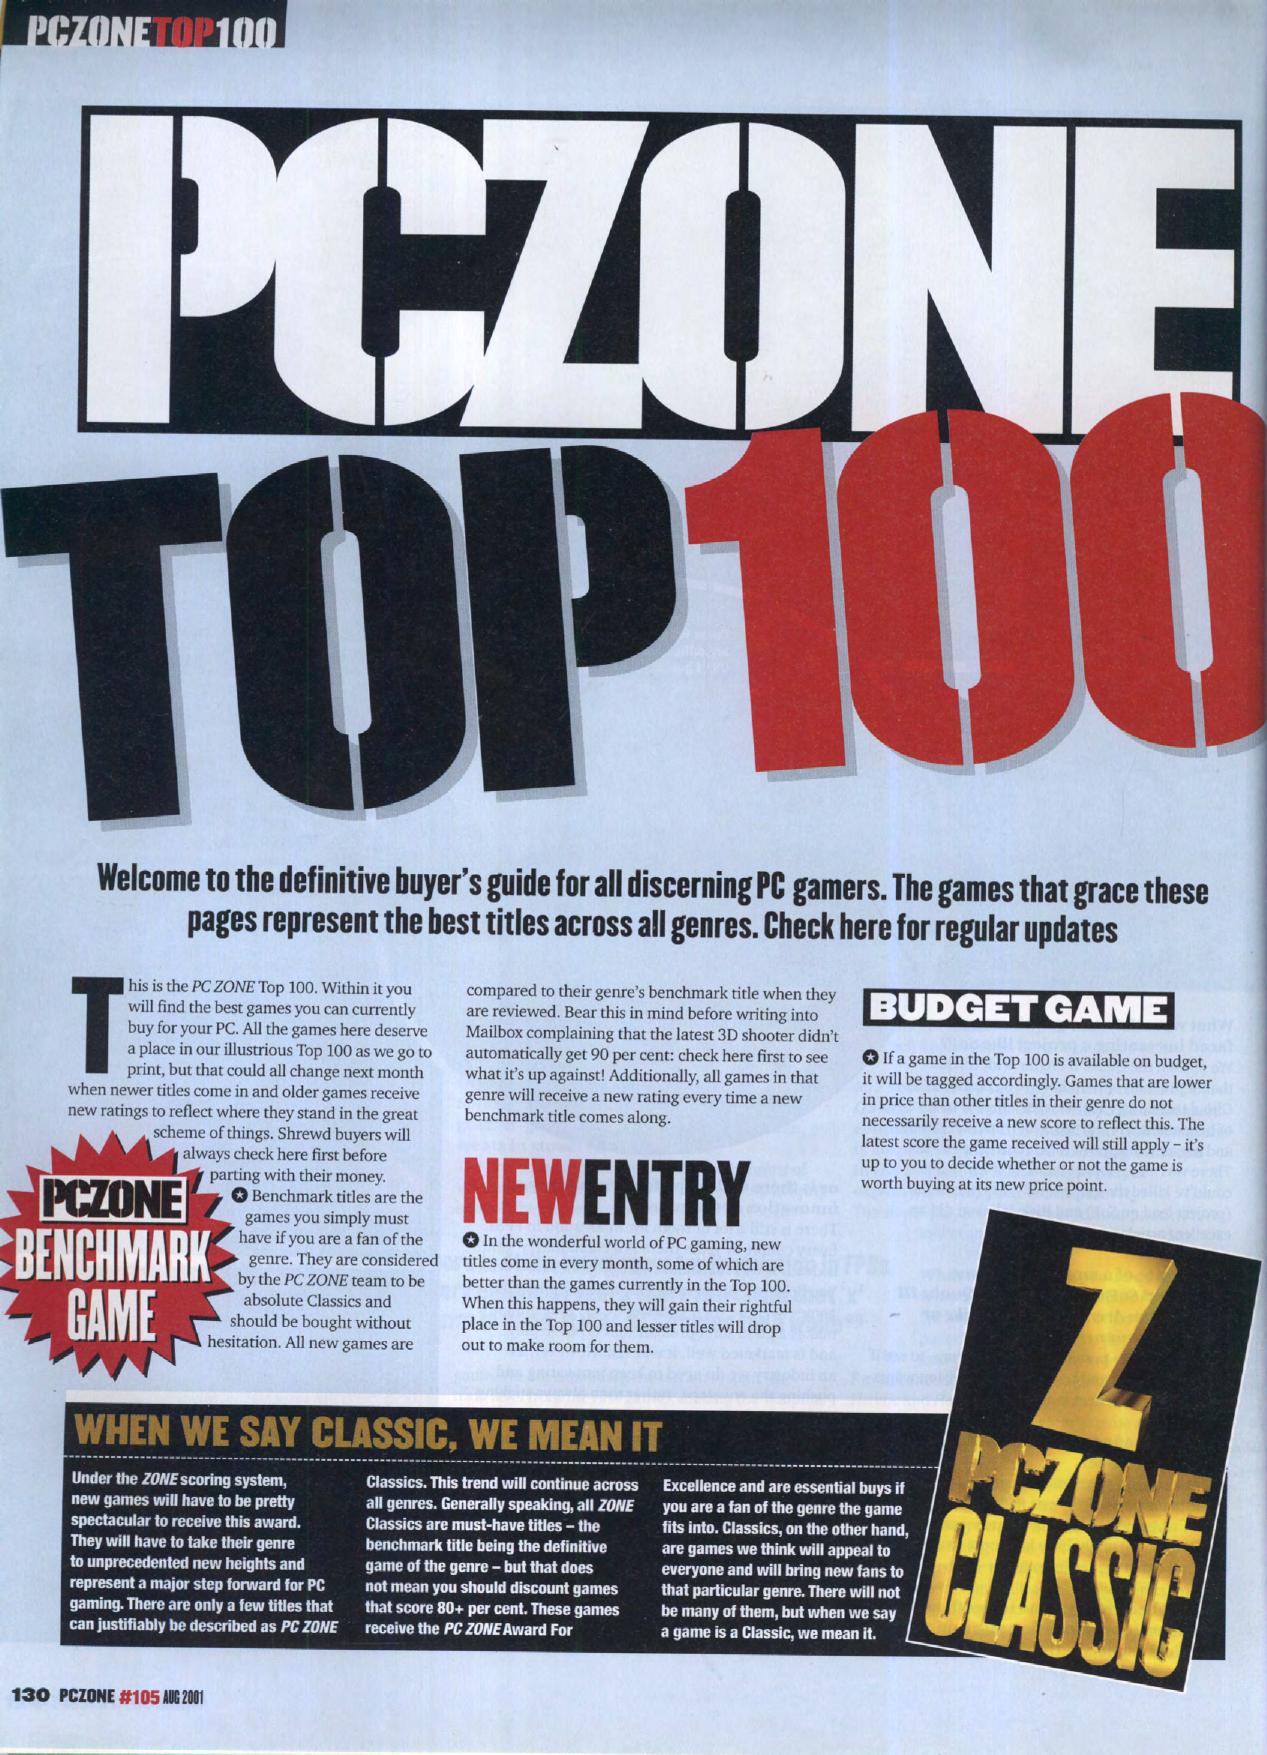 PCZONETOP100
PCZONE
TOP100
Welcome to the definitive buyer's guide for all discerning PC gamers. The games that grace these
pages represent the best titles across all genres. Check here for regular updates
This is the PC ZONE Top 100. Within it you
will find the best games you can currently
buy for your PC. All the games here deserve
a place in our illustrious Top 100 as we go to
print, but that could all change next month
when newer titles come in and older games receive
new ratings to reflect where they stand in the great
scheme of things. Shrewd buyers will
always check here first before
parting with their money.
✪ Benchmark titles are the
games you simply must
have if you are a fan of the
genre. They are considered
by the PC ZONE team to be
absolute Classics and
should be bought without
hesitation. All new games are
PCZONE
BENCHMARK
GAME
compared to their genre's benchmark title when they
are reviewed. Bear this in mind before writing into
Mailbox complaining that the latest 3D shooter didn't
automatically get 90 per cent: check here first to see
what it's up against! Additionally, all games in that
genre will receive a new rating every time a new
benchmark title comes along.
NEWENTRY
✪ In the wonderful world of PC gaming, new
titles come in every month, some of which are
better than the games currently in the Top 100.
When this happens, they will gain their rightful
place in the Top 100 and lesser titles will drop
out to make room for them.
BUDGET GAME
✪ If a game in the Top 100 is available on budget,
it will be tagged accordingly. Games that are lower
in price than other titles in their genre do not
necessarily receive a new score to reflect this. The
latest score the game received will still apply – it's
up to you to decide whether or not the game is
worth buying at its new price point.
WHEN WE SAY CLASSIC, WE MEAN IT
Under the ZONE scoring system,
new games will have to be pretty
spectacular to receive this award.
They will have to take their genre
to unprecedented new heights and
represent a major step forward for PC
gaming. There are only a few titles that
can justifiably be described as PC ZONE
Classics. This trend will continue across
all genres. Generally speaking, all ZONE
Classics are must-have titles – the
benchmark title being the definitive
game of the genre – but that does
not mean you should discount games
that score 80+ per cent. These games
receive the PC ZONE Award For
Excellence and are essential buys if
you are a fan of the genre the game
fits into. Classics, on the other hand,
are games we think will appeal to
everyone and will bring new fans to
that particular genre. There will not
be many of them, but when we say
a game is a Classic, we mean it.
Z
PCZONE
CLASSIC
130 PCZONE #105 AUG 2001